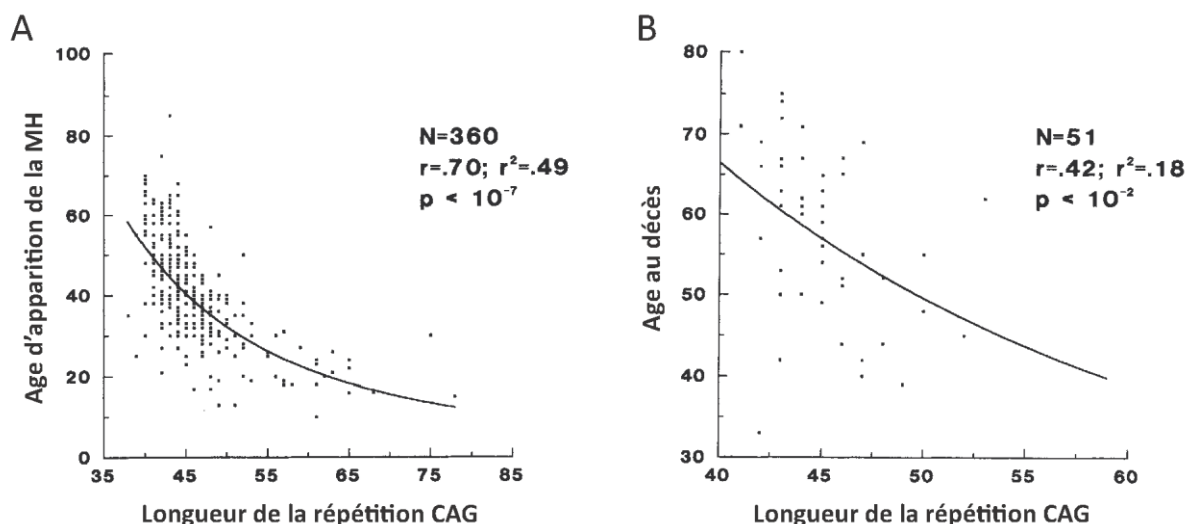 A
Age d'apparition de la MH
100
80
60
40
20
0
N=360
r=.70; r²=.49
p < 10⁻⁷
35 45 55 65 75 85
Longueur de la répétition CAG
B
Age au décès
80
70
60
50
40
30
N=51
r=.42; r²=.18
p < 10⁻²
40 45 50 55 60
Longueur de la répétition CAG